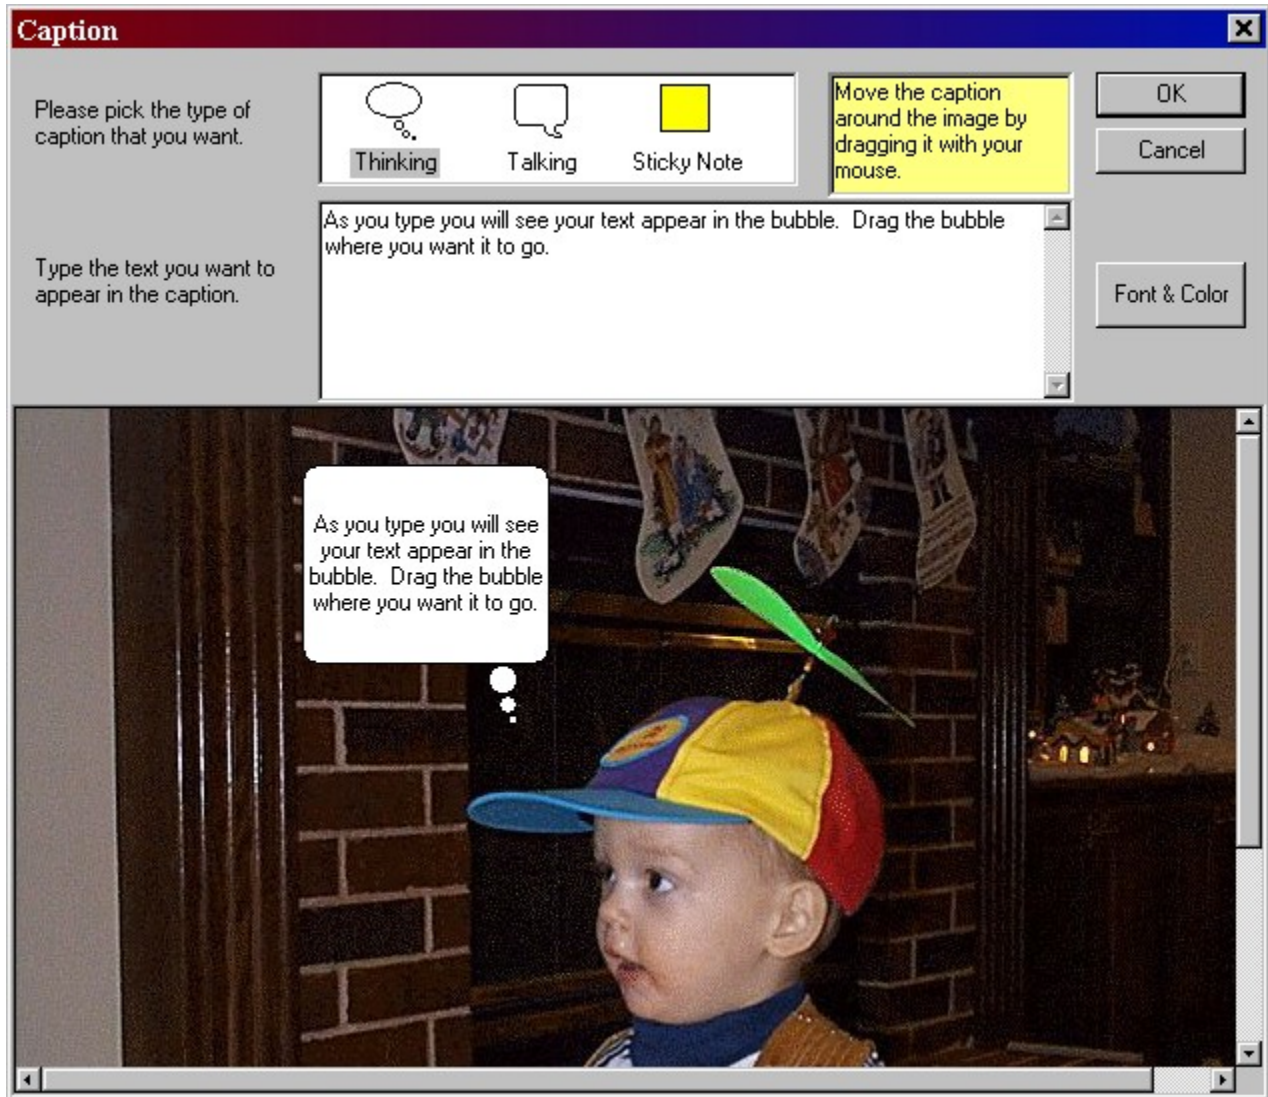 Caption
Please pick the type of
caption that you want.
Thinking
Talking
Sticky Note
Move the caption
around the image by
dragging it with your
mouse.
OK
Cancel
Type the text you want to
appear in the caption.
As you type you will see your text appear in the bubble.  Drag the bubble
where you want it to go.
Font & Color
As you type you will see
your text appear in the
bubble.  Drag the bubble
where you want it to go.